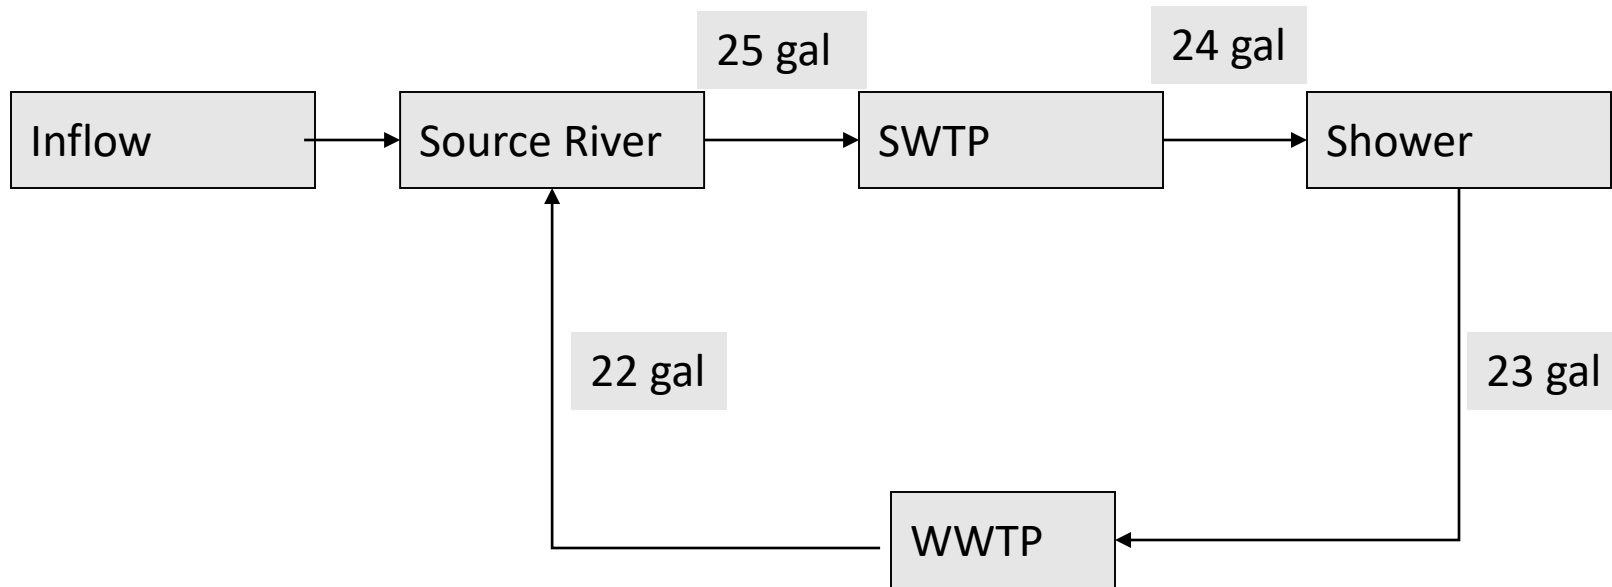 25 gal
24 gal
Inflow
Source River
SWTP
Shower
22 gal
23 gal
WWTP